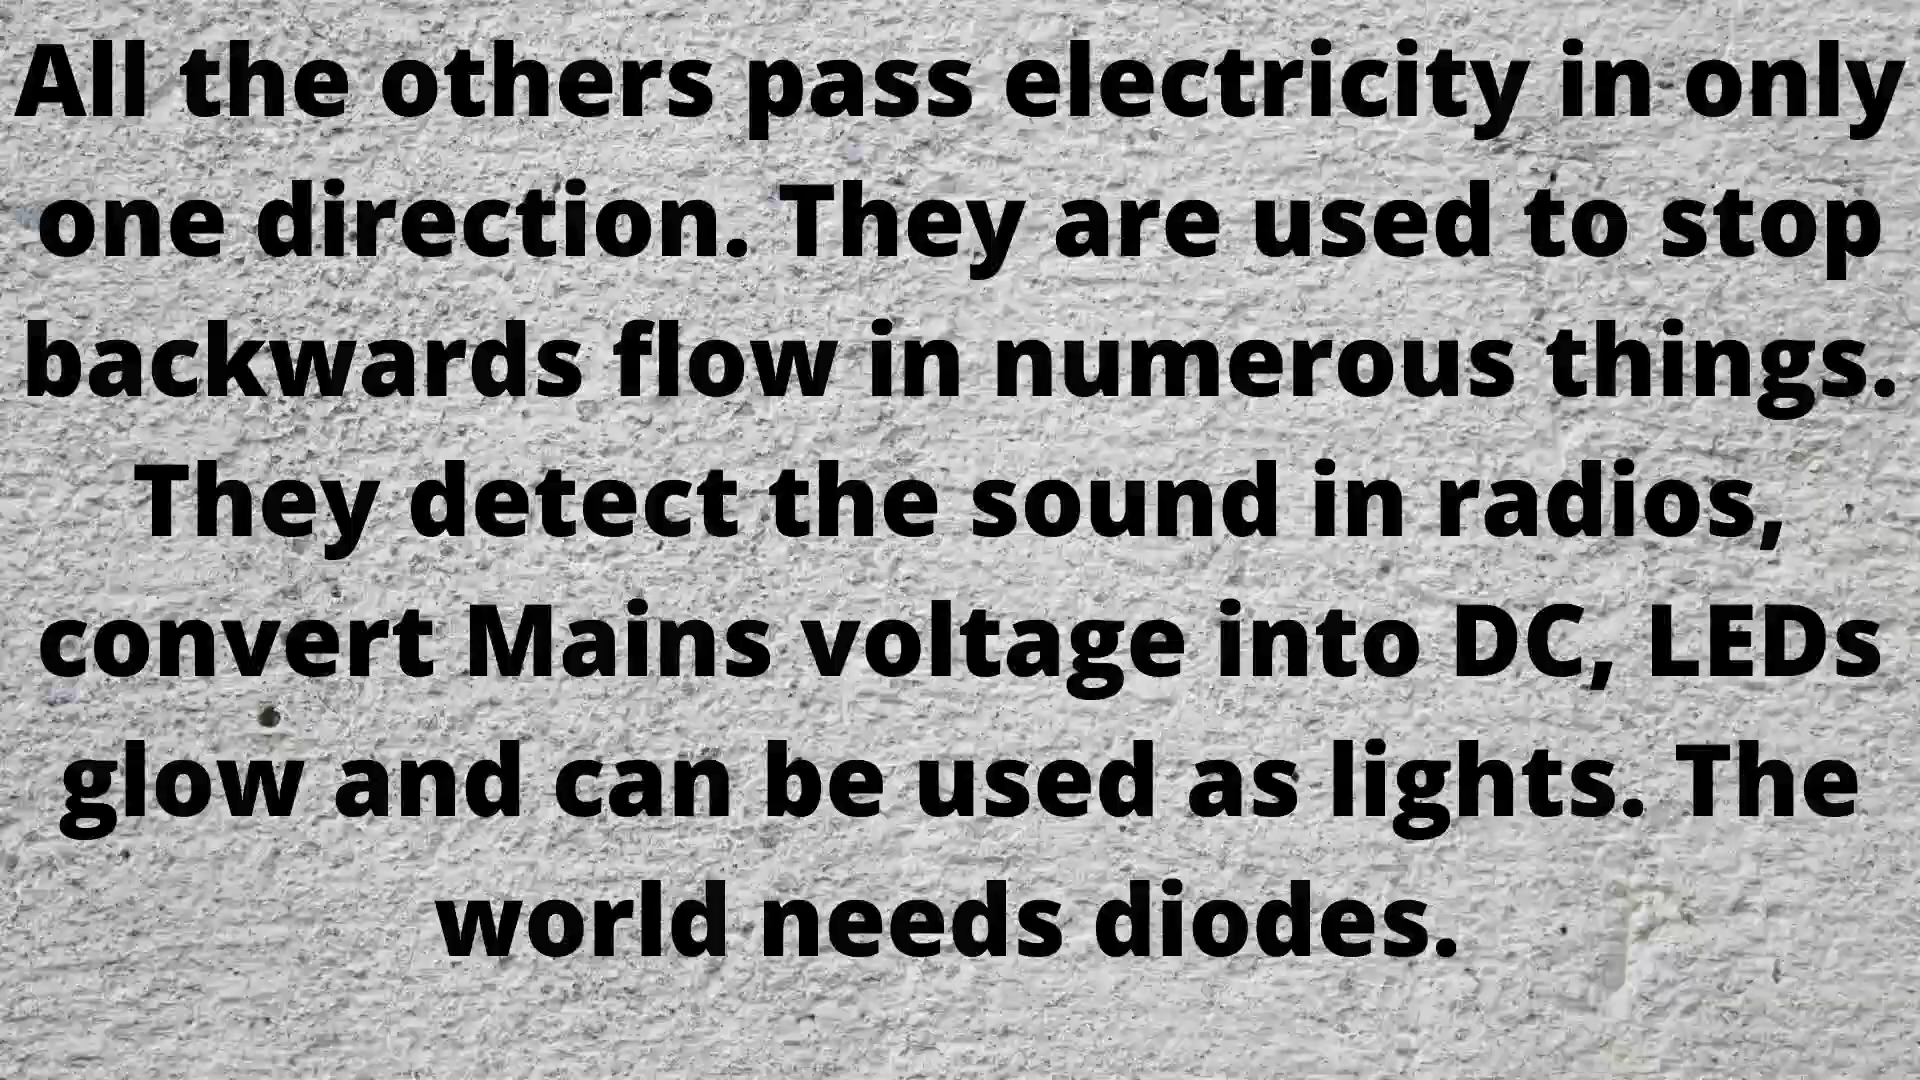 All the others pass electricity in only
one direction. They are used to stop
backwards flow in numerous things.
They detect the sound in radios,
convert Mains voltage into DC, LEDs
glow and can be used as lights. The
world needs diodes.